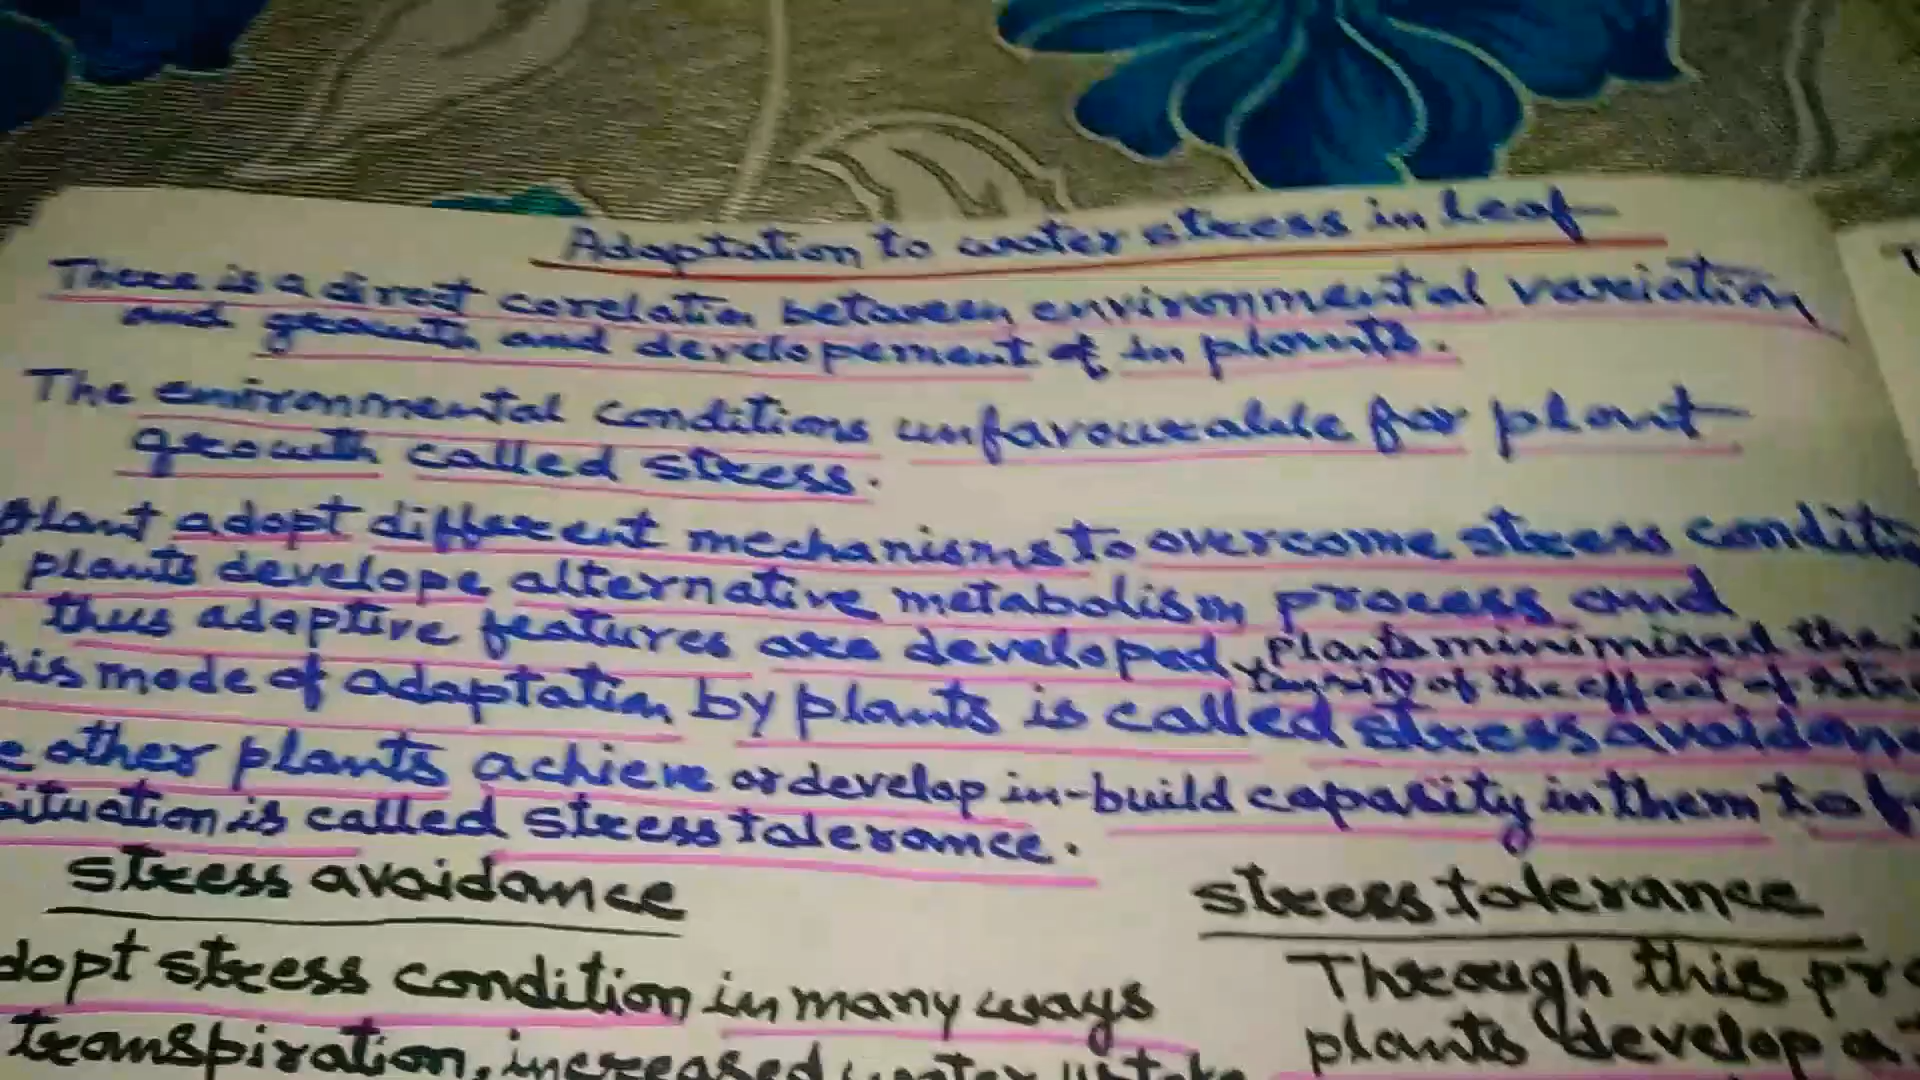 Adaptation to water stress in leaf
There is a direct corelation between environmental variation
and growth and developement of in plants.
The environmental conditions unfavourable for plant
growth called stress.
plant adopt different mechanisms to overcome stress conditi
plants develope alternative metabolism process and
thus adaptive features are developed, plants minimized the
of the effect of stre
his mode of adaptation by plants is called stress avoidan
e other plants achieve or develop in-build capacity in them to f
situation is called stress tolerance.
stress avoidance
stress tolerance
dopt stress condition in many ways
transpiration, increased water uptake
Through this pr
plants develop a